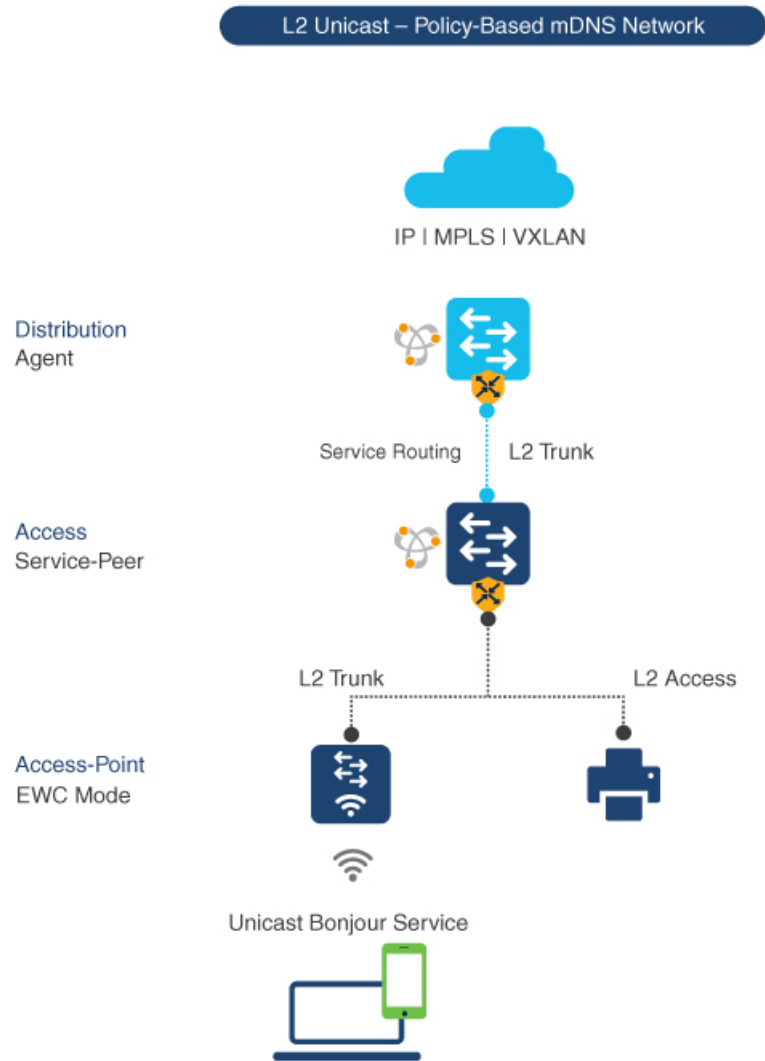 L2 Unicast – Policy-Based mDNS Network
IP | MPLS | VXLAN
Distribution
Agent
Service Routing
L2 Trunk
Access
Service-Peer
L2 Trunk
L2 Access
Access-Point
EWC Mode
Unicast Bonjour Service